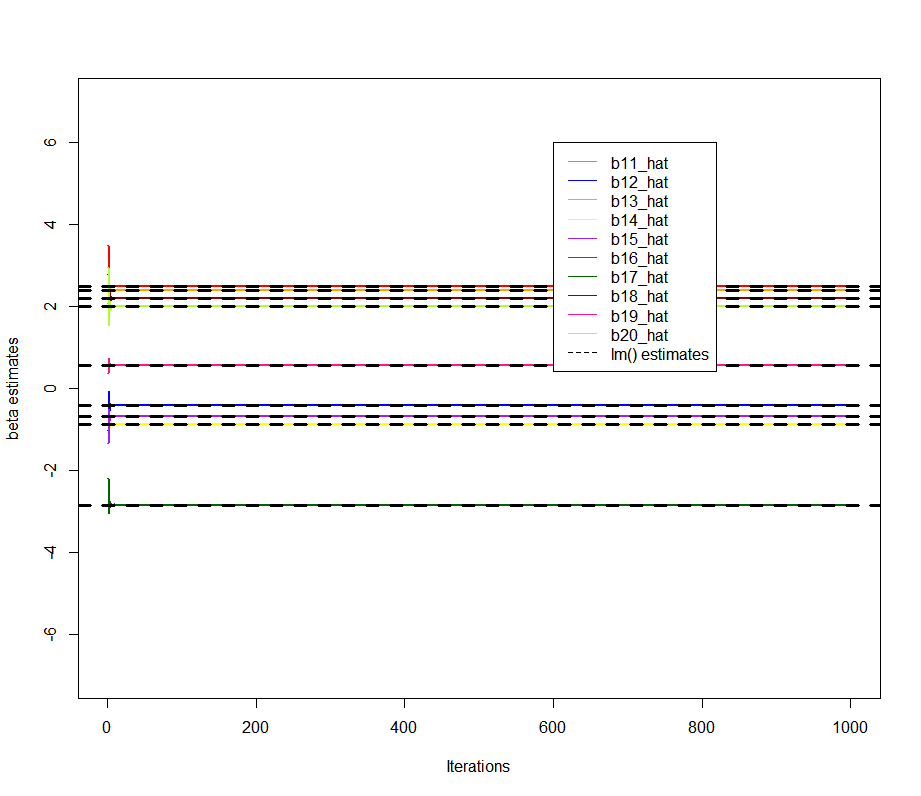 6
4
2
0
-2
-4
-6
beta estimates
b11_hat
b12_hat
b13_hat
b14_hat
b15_hat
b16_hat
b17_hat
b18_hat
b19_hat
b20_hat
lm() estimates
0 200 400 600 800 1000
Iterations